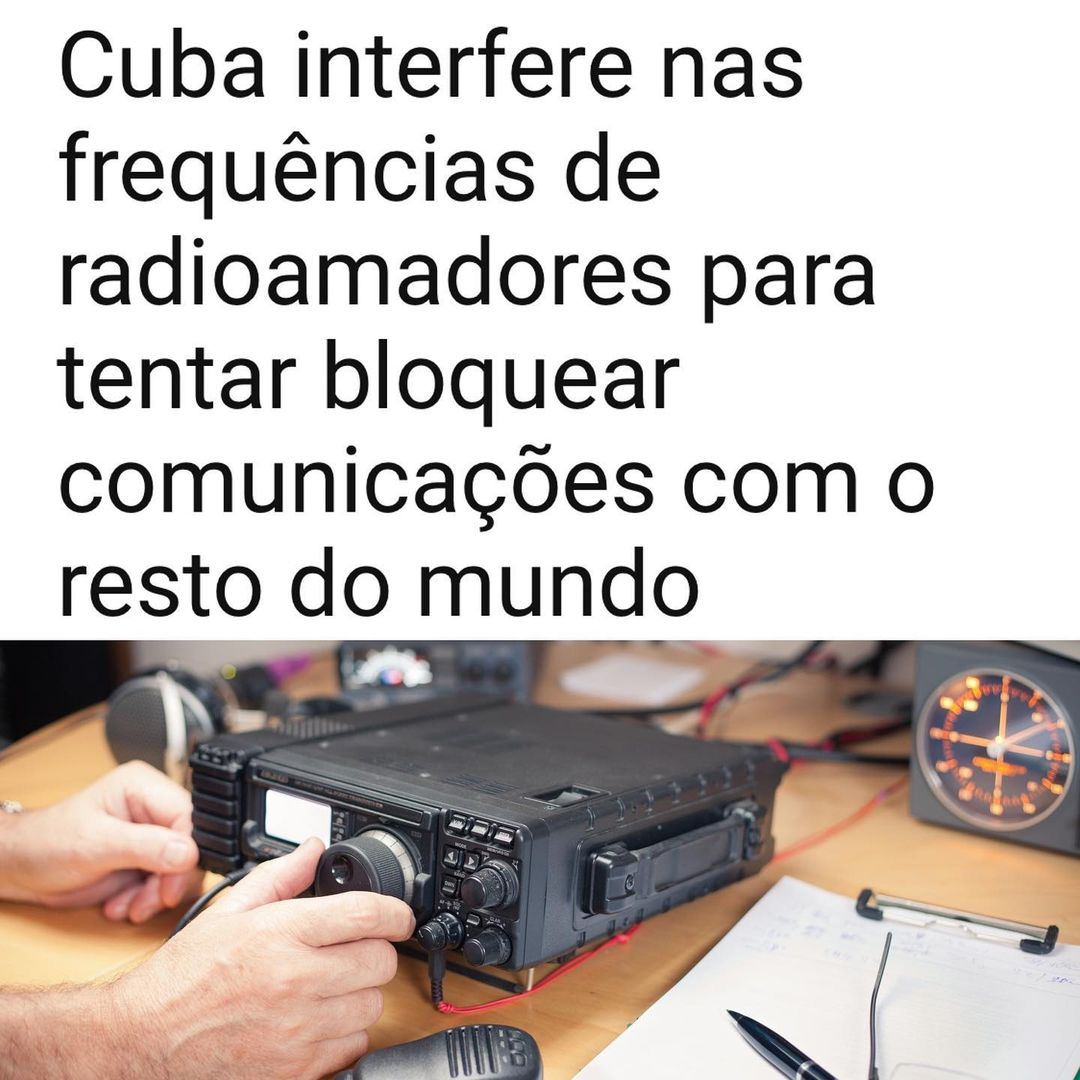 Cuba interfere nas
frequências de
radioamadores para
tentar bloquear
comunicações com o
resto do mundo